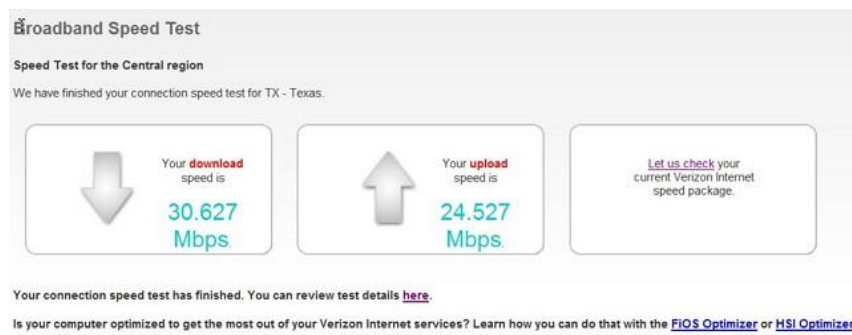 Broadband Speed Test
Speed Test for the Central region
We have finished your connection speed test for TX - Texas.
Your download
speed is
30.627
Mbps.
Your upload
speed is
24.527
Mbps.
Let us check your
current Verizon Internet
speed package.
Your connection speed test has finished. You can review test details here.
Is your computer optimized to get the most out of your Verizon Internet services? Learn how you can do that with the FiOS Optimizer or HSI Optimizer